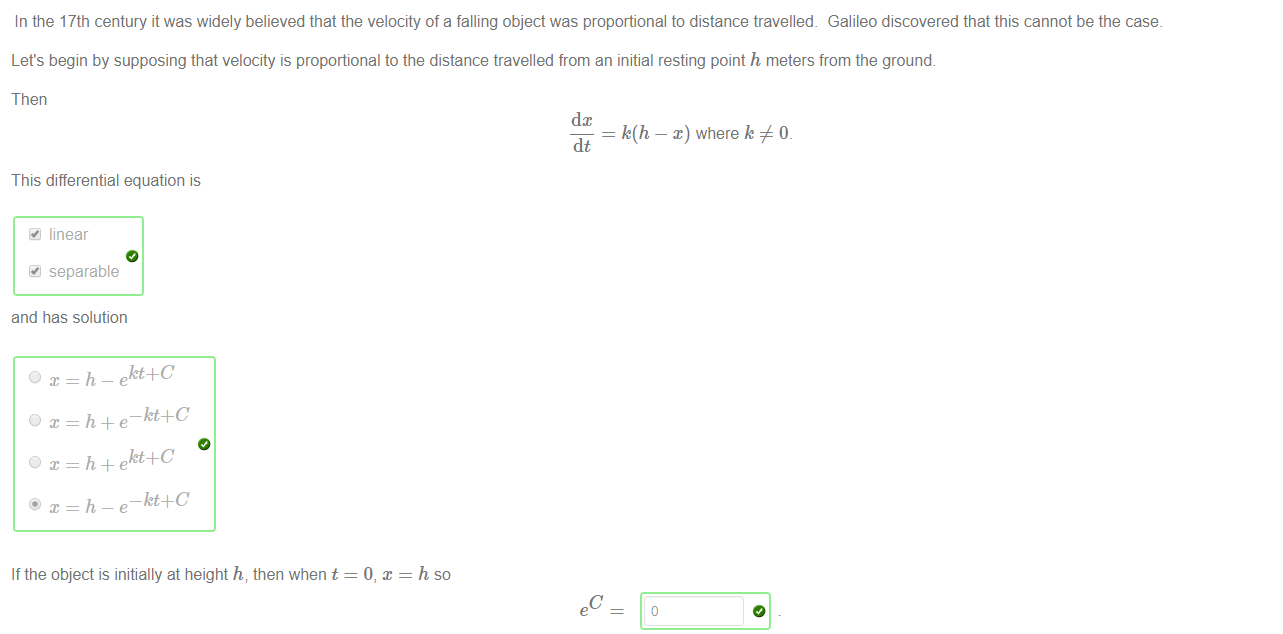 In the 17th century it was widely believed that the velocity of a falling object was proportional to distance travelled.  Galileo discovered that this cannot be the case.
Let's begin by supposing that velocity is proportional to the distance travelled from an initial resting point h meters from the ground.
Then
dx/dt = k(h − x) where k ≠ 0.
This differential equation is
linear
separable
and has solution
x = h − e^{kt+C}
x = h + e^{−kt+C}
x = h + e^{kt+C}
x = h − e^{−kt+C}
If the object is initially at height h, then when t = 0, x = h so
e^C = 0 .